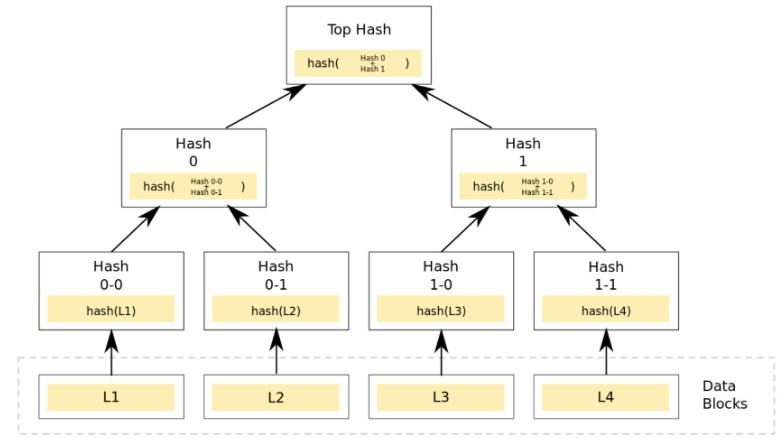 Top Hash
hash( Hash 0 + Hash 1 )
Hash
0
hash( Hash 0-0 + Hash 0-1 )
Hash
1
hash( Hash 1-0 + Hash 1-1 )
Hash
0-0
hash(L1)
Hash
0-1
hash(L2)
Hash
1-0
hash(L3)
Hash
1-1
hash(L4)
L1
L2
L3
L4
Data
Blocks